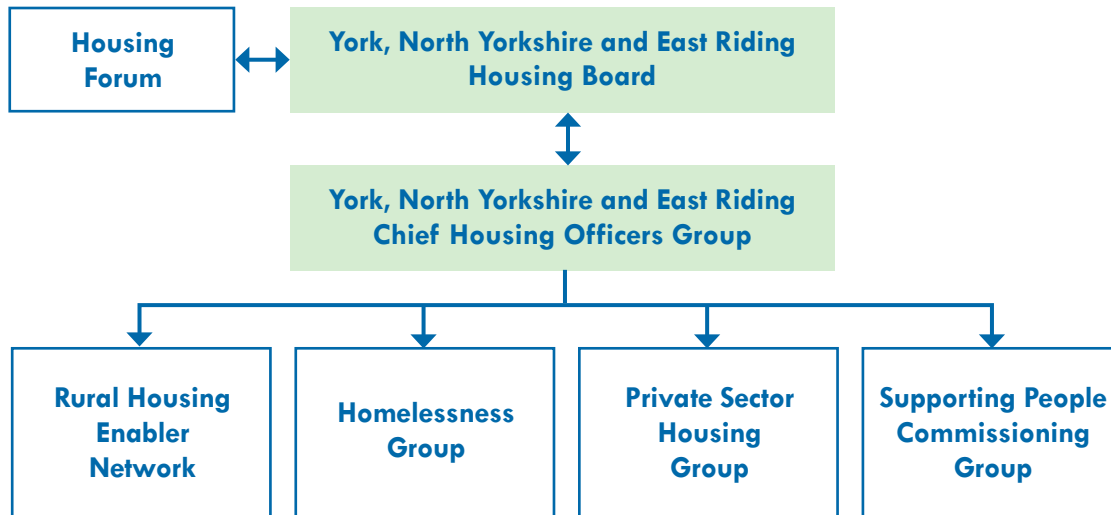 Housing
Forum
York, North Yorkshire and East Riding
Housing Board
York, North Yorkshire and East Riding
Chief Housing Officers Group
Rural Housing
Enabler
Network
Homelessness
Group
Private Sector
Housing
Group
Supporting People
Commissioning
Group